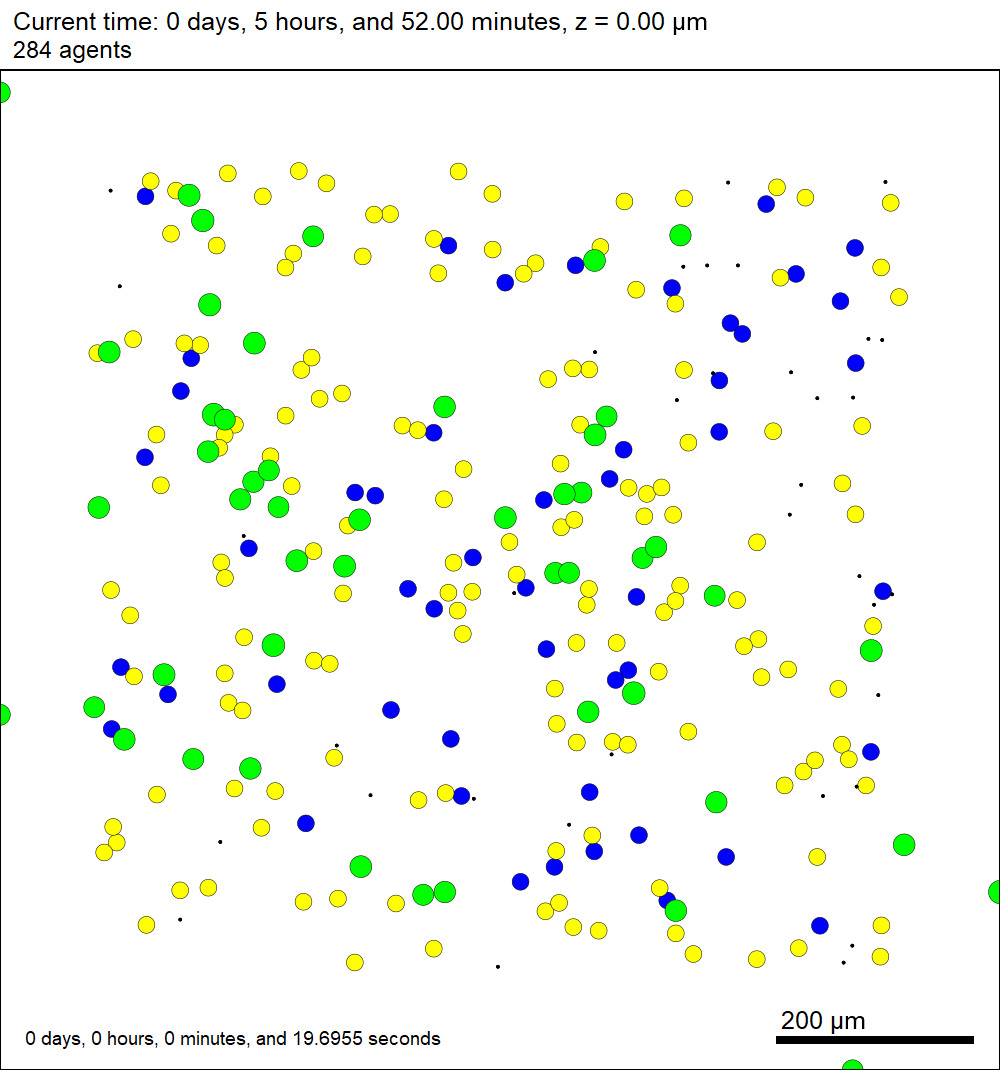 Current time: 0 days, 5 hours, and 52.00 minutes, z = 0.00 μm
284 agents
200 μm
0 days, 0 hours, 0 minutes, and 19.6955 seconds